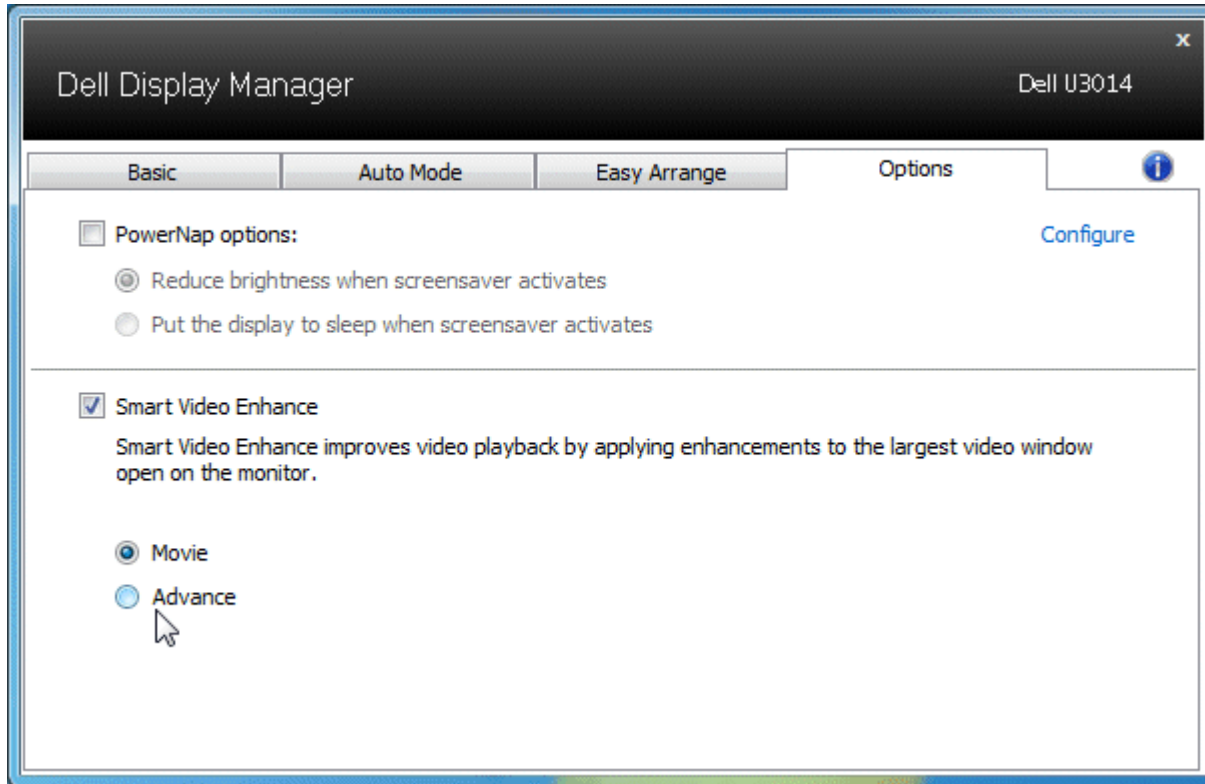 x
Dell Display Manager
Dell U3014
Basic
Auto Mode
Easy Arrange
Options
i
PowerNap options:
Configure
Reduce brightness when screensaver activates
Put the display to sleep when screensaver activates
Smart Video Enhance
Smart Video Enhance improves video playback by applying enhancements to the largest video window
open on the monitor.
Movie
Advance